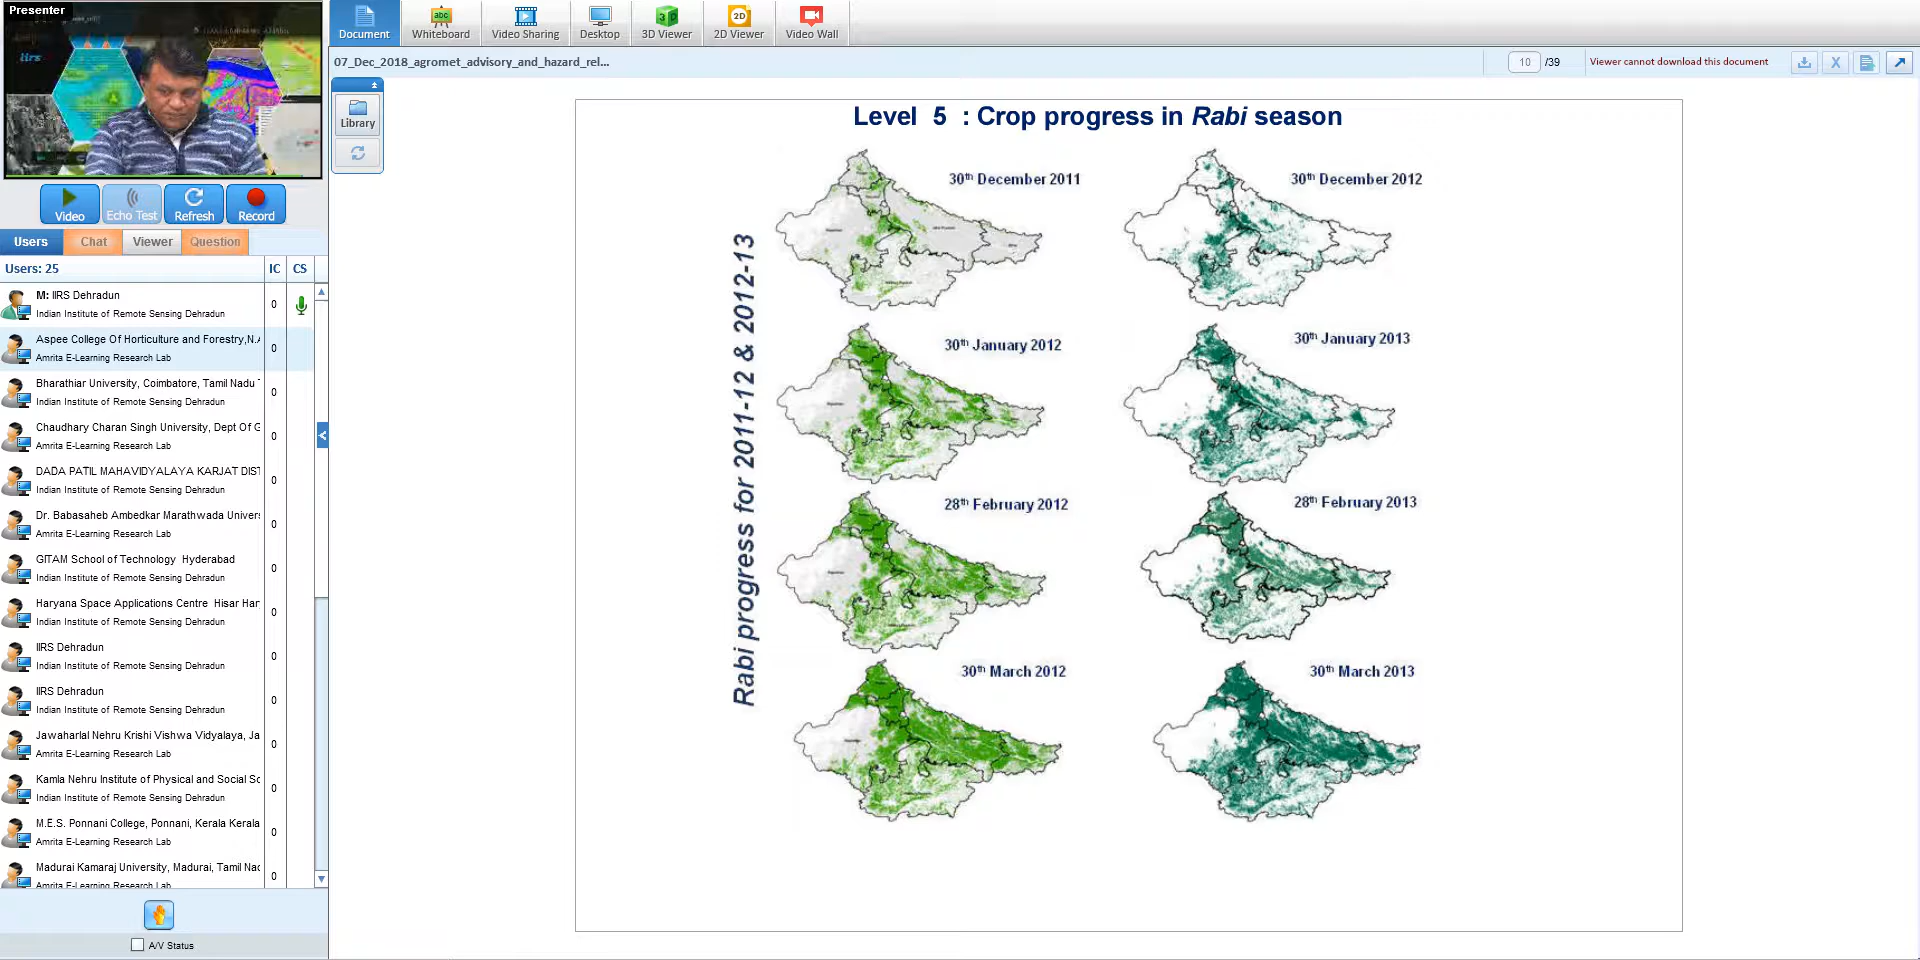 Presenter
iirs
Video
Echo Test
Refresh
Record
Users
Chat
Viewer
Question
Users: 25
IC
CS
M: IIRS Dehradun
Indian Institute of Remote Sensing Dehradun
0
Aspee College Of Horticulture and Forestry,N.A
Amrita E-Learning Research Lab
0
Bharathiar University, Coimbatore, Tamil Nadu
Indian Institute of Remote Sensing Dehradun
0
Chaudhary Charan Singh University, Dept Of G
Amrita E-Learning Research Lab
0
DADA PATIL MAHAVIDYALAYA KARJAT DIST
Indian Institute of Remote Sensing Dehradun
0
Dr. Babasaheb Ambedkar Marathwada Univers
Amrita E-Learning Research Lab
0
GITAM School of Technology Hyderabad
Indian Institute of Remote Sensing Dehradun
0
Haryana Space Applications Centre Hisar Har
Indian Institute of Remote Sensing Dehradun
0
IIRS Dehradun
Indian Institute of Remote Sensing Dehradun
0
IIRS Dehradun
Indian Institute of Remote Sensing Dehradun
0
Jawaharlal Nehru Krishi Vishwa Vidyalaya, Ja
Amrita E-Learning Research Lab
0
Kamla Nehru Institute of Physical and Social Sc
Indian Institute of Remote Sensing Dehradun
0
M.E.S. Ponnani College, Ponnani, Kerala Kerala
Amrita E-Learning Research Lab
0
Madurai Kamaraj University, Madurai, Tamil Nad
Amrita E-Learning Research Lab
0
A/V Status
Document
Whiteboard
Video Sharing
Desktop
3D Viewer
2D Viewer
Video Wall
07_Dec_2018_agromet_advisory_and_hazard_rel...
10 /39
Viewer cannot download this document
Library
Level 5 : Crop progress in Rabi season
Rabi progress for 2011-12 & 2012-13
30th December 2011
30th December 2012
30th January 2012
30th January 2013
28th February 2012
28th February 2013
30th March 2012
30th March 2013